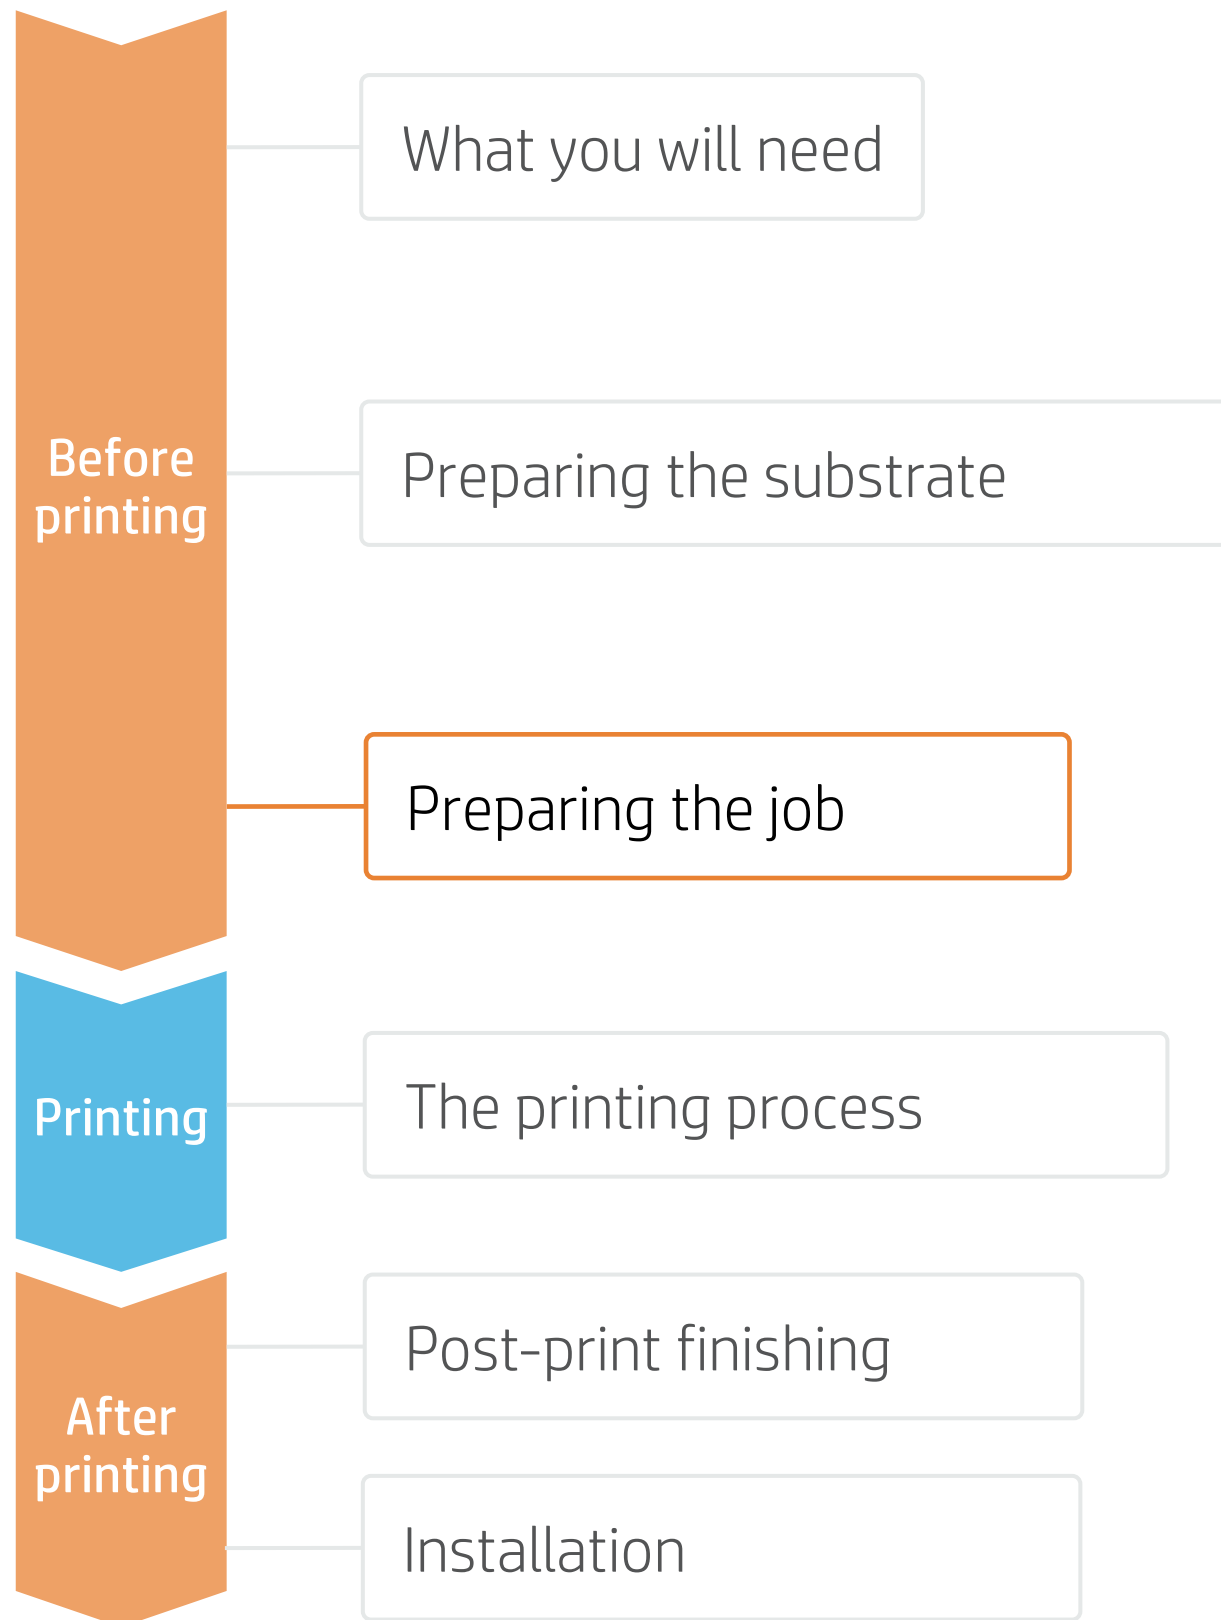 What you will need
Before
printing
Preparing the substrate
Preparing the job
Printing
The printing process
After
printing
Post-print finishing
Installation